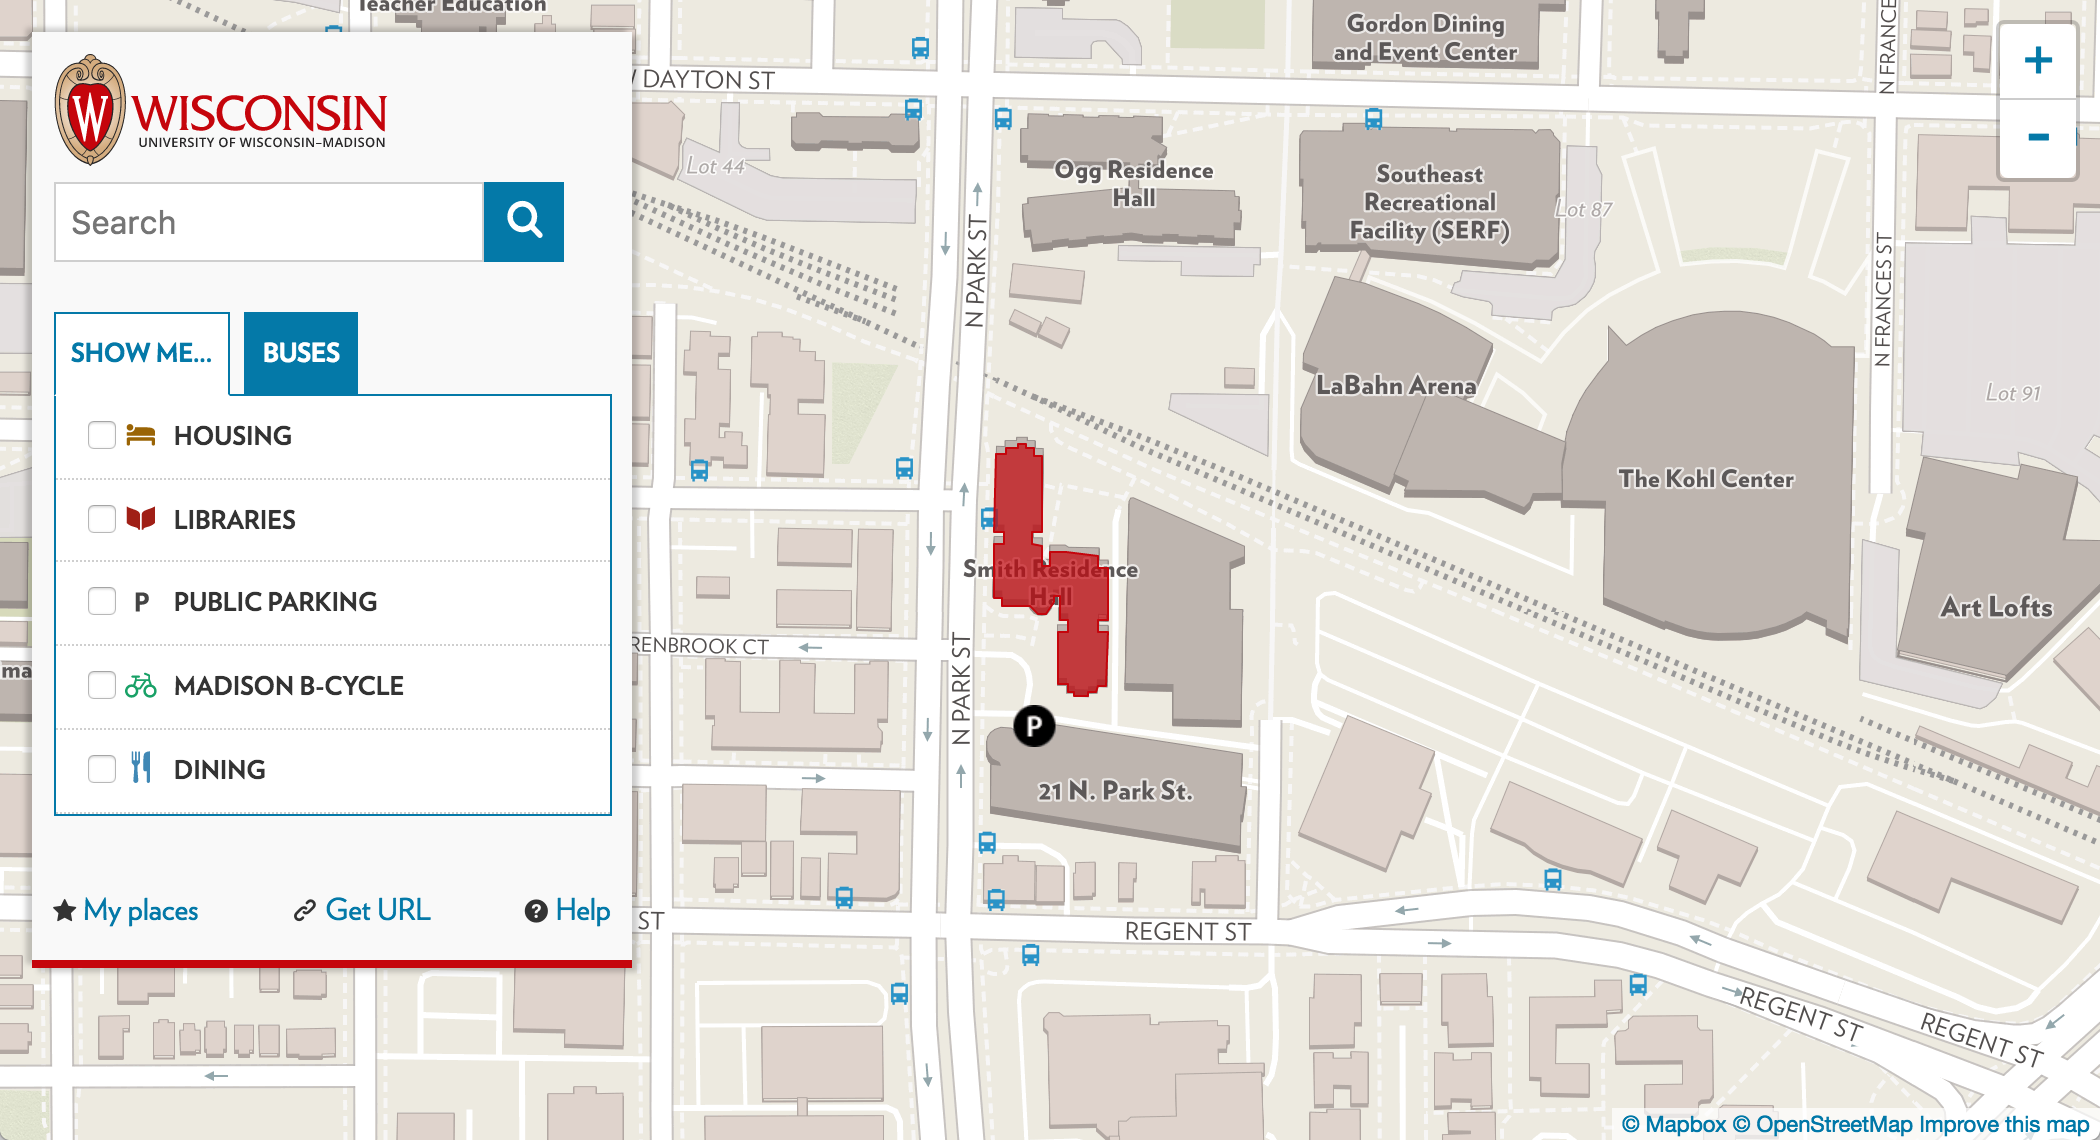 Teacher Education
W
WISCONSIN
UNIVERSITY OF WISCONSIN–MADISON
Search
SHOW ME...
BUSES
HOUSING
LIBRARIES
P PUBLIC PARKING
MADISON B-CYCLE
DINING
My places
Get URL
? Help
DAYTON ST
Gordon Dining
and Event Center
N FRANCE
+
-
Lot 44
Ogg Residence
Hall
Southeast
Recreational
Facility (SERF)
Lot 87
N PARK ST
N FRANCES ST
LaBahn Arena
Lot 91
The Kohl Center
Smith Residence
Hall
Art Lofts
RENBROOK CT
N PARK ST
P
21 N. Park St.
ma
ST
REGENT ST
REGENT ST
REGENT ST
© Mapbox © OpenStreetMap Improve this map